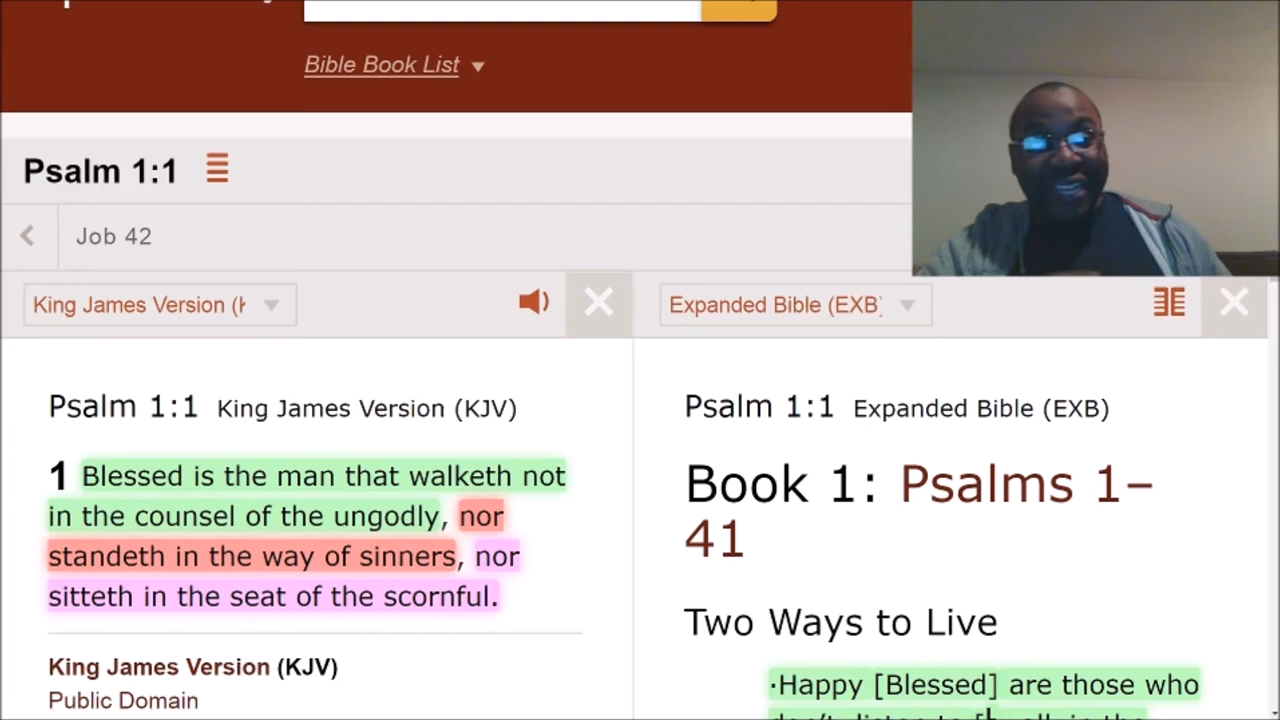 Bible Book List
Psalm 1:1
Job 42
King James Version (K
Expanded Bible (EXB)
Psalm 1:1 King James Version (KJV)
1 Blessed is the man that walketh not
in the counsel of the ungodly, nor
standeth in the way of sinners, nor
sitteth in the seat of the scornful.
King James Version (KJV)
Public Domain
Psalm 1:1 Expanded Bible (EXB)
Book 1: Psalms 1–
41
Two Ways to Live
·Happy [Blessed] are those who
don't listen to